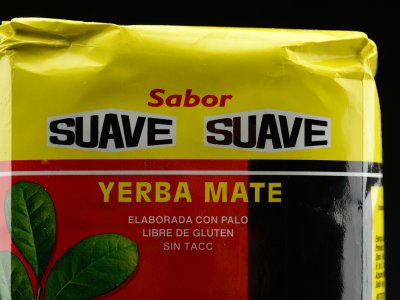 Sabor
SUAVE SUAVE
YERBA MATE
ELABORADA CON PALO
LIBRE DE GLUTEN
SIN TACC